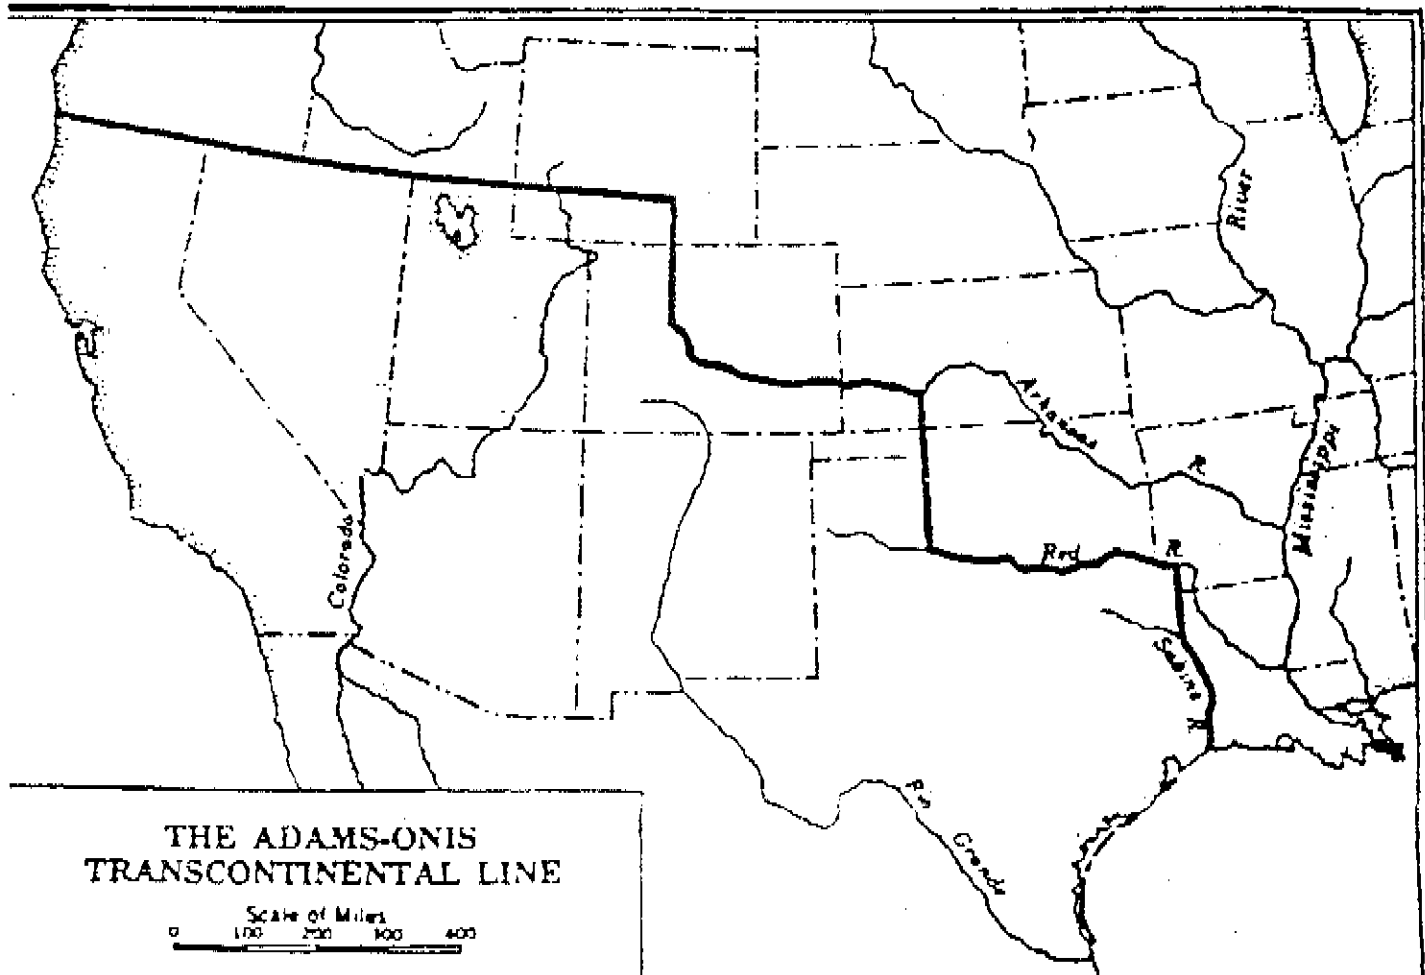 River
Arkansas
R.
Mississippi
Colorado
Red
R.
Sabine
R.
Rio
Grande
THE ADAMS-ONIS
TRANSCONTINENTAL LINE
Scale of Miles
0 100 200 300 400